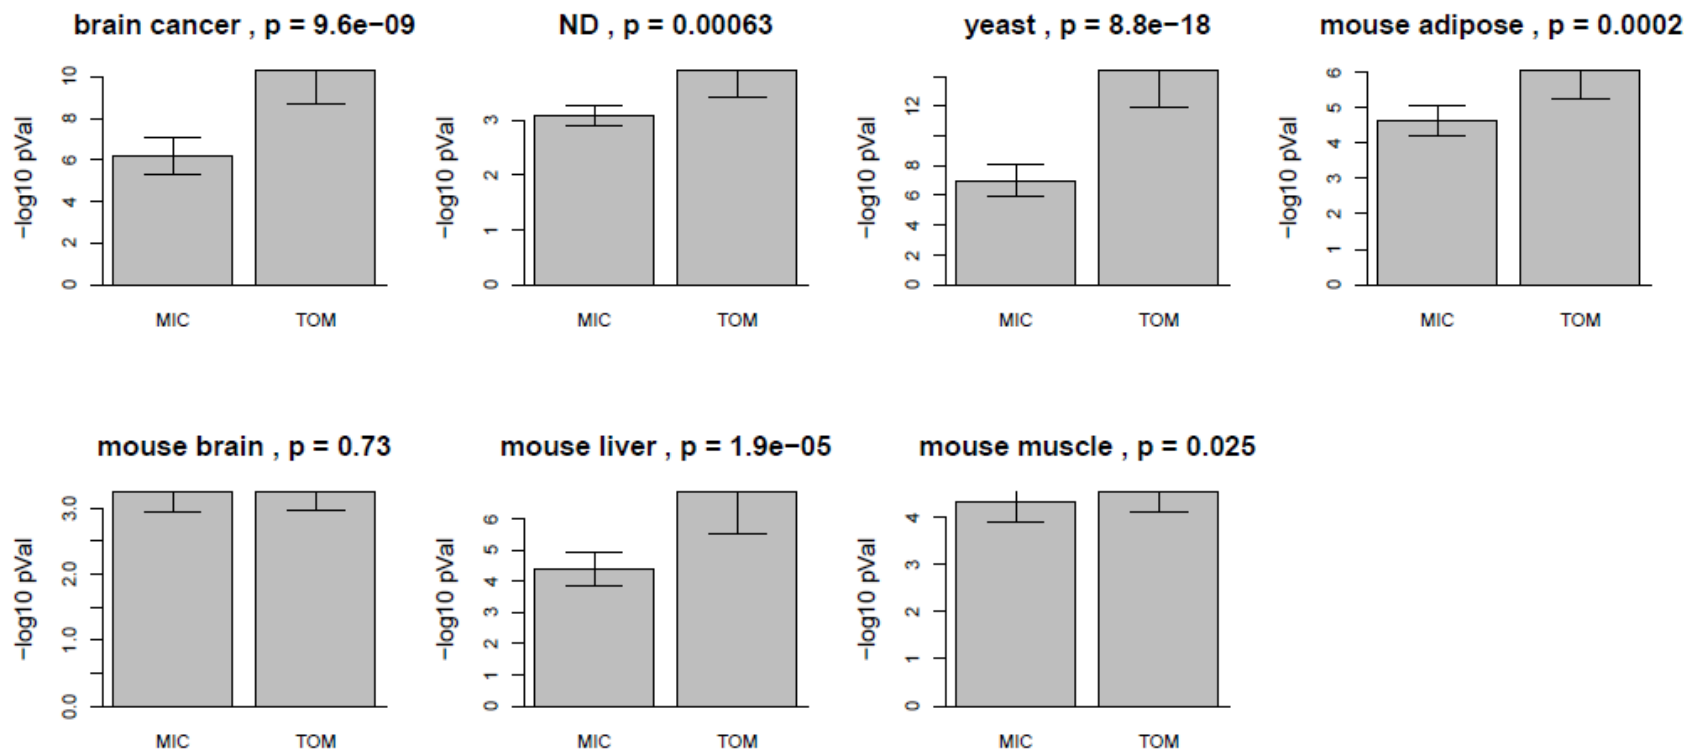 brain cancer , p = 9.6e−09
−log10 pVal
0 2 4 6 8 10
MIC TOM
ND , p = 0.00063
−log10 pVal
0 1 2 3
MIC TOM
yeast , p = 8.8e−18
−log10 pVal
0 2 4 6 8 12
MIC TOM
mouse adipose , p = 0.0002
−log10 pVal
0 1 2 3 4 5 6
MIC TOM
mouse brain , p = 0.73
−log10 pVal
0.0 1.0 2.0 3.0
MIC TOM
mouse liver , p = 1.9e−05
−log10 pVal
0 1 2 3 4 5 6
MIC TOM
mouse muscle , p = 0.025
−log10 pVal
0 1 2 3 4
MIC TOM